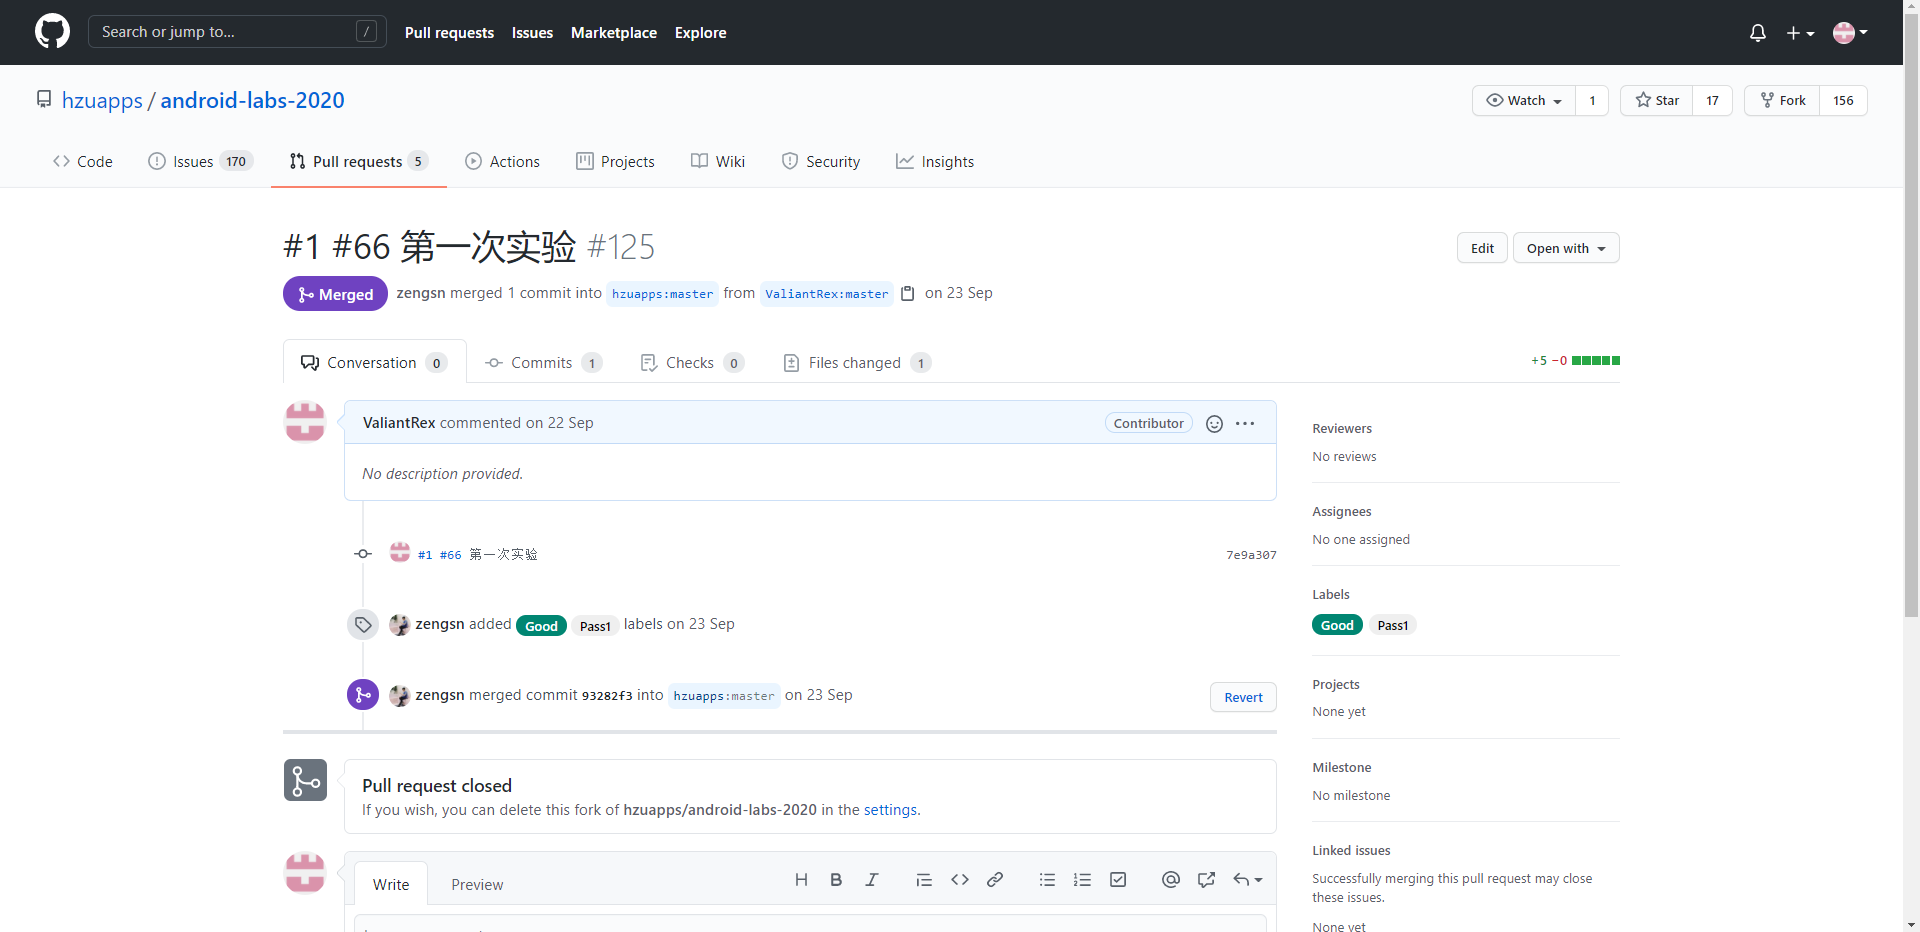 Search or jump to... /
Pull requests Issues Marketplace Explore
hzuapps / android-labs-2020
Watch 1 Star 17 Fork 156
Code Issues 170 Pull requests 5 Actions Projects Wiki Security Insights
#1 #66 第一次实验 #125
Edit Open with
Merged zengsn merged 1 commit into hzuapps:master from ValiantRex:master on 23 Sep
Conversation 0 Commits 1 Checks 0 Files changed 1
+5 −0
ValiantRex commented on 22 Sep Contributor
No description provided.
#1 #66 第一次实验 7e9a307
zengsn added Good Pass1 labels on 23 Sep
zengsn merged commit 93282f3 into hzuapps:master on 23 Sep Revert
Pull request closed
If you wish, you can delete this fork of hzuapps/android-labs-2020 in the settings.
Write Preview
Reviewers
No reviews
Assignees
No one assigned
Labels
Good Pass1
Projects
None yet
Milestone
No milestone
Linked issues
Successfully merging this pull request may close
these issues.
None yet